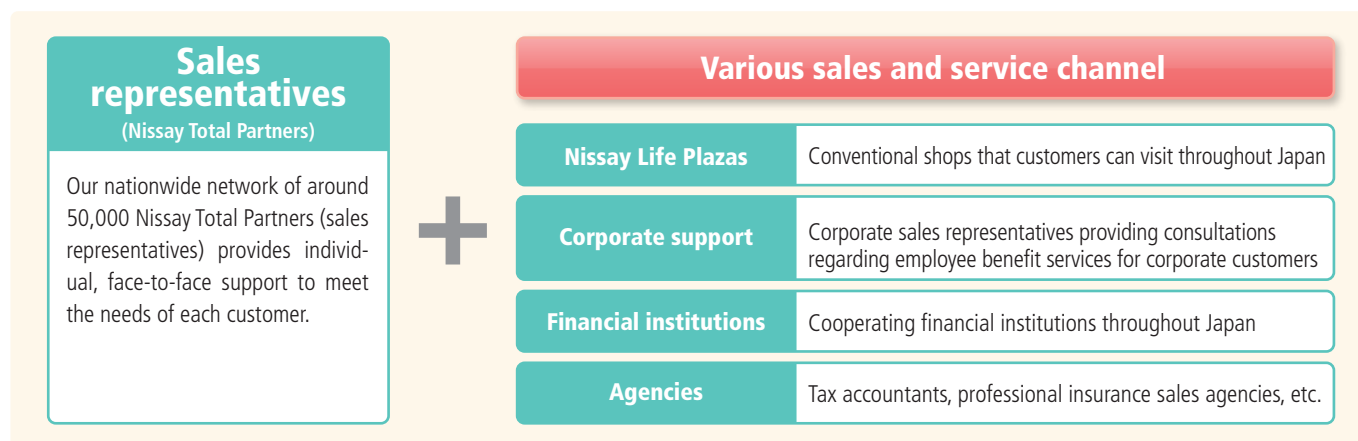 Sales
representatives
(Nissay Total Partners)
Our nationwide network of around
50,000 Nissay Total Partners (sales
representatives) provides individ-
ual, face-to-face support to meet
the needs of each customer.
+
Various sales and service channel
Nissay Life Plazas
Conventional shops that customers can visit throughout Japan
Corporate support
Corporate sales representatives providing consultations
regarding employee benefit services for corporate customers
Financial institutions
Cooperating financial institutions throughout Japan
Agencies
Tax accountants, professional insurance sales agencies, etc.